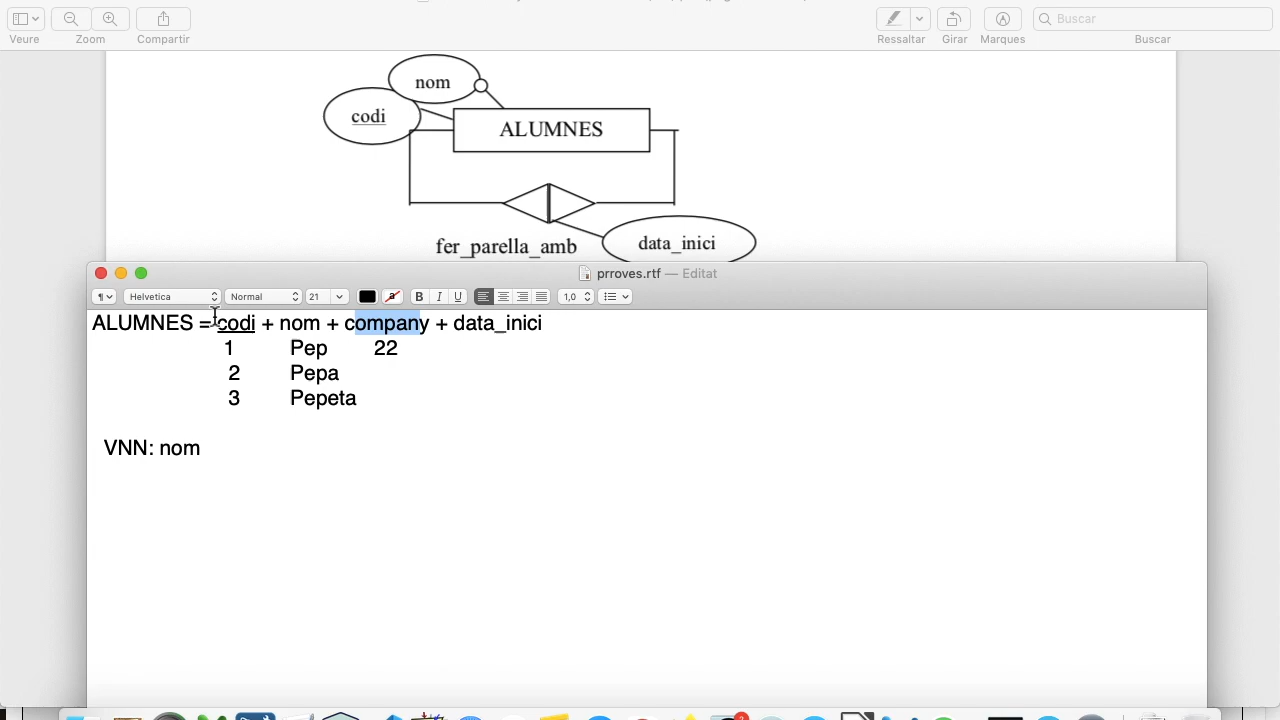 Veure Zoom Compartir Ressaltar Girar Marques Buscar
Buscar
nom
codi
ALUMNES
fer_parella_amb
data_inici
prroves.rtf — Editat
¶ Helvetica Normal 21 a B I U 1,0
ALUMNES = codi + nom + company + data_inici
1 Pep 22
2 Pepa
3 Pepeta
VNN: nom